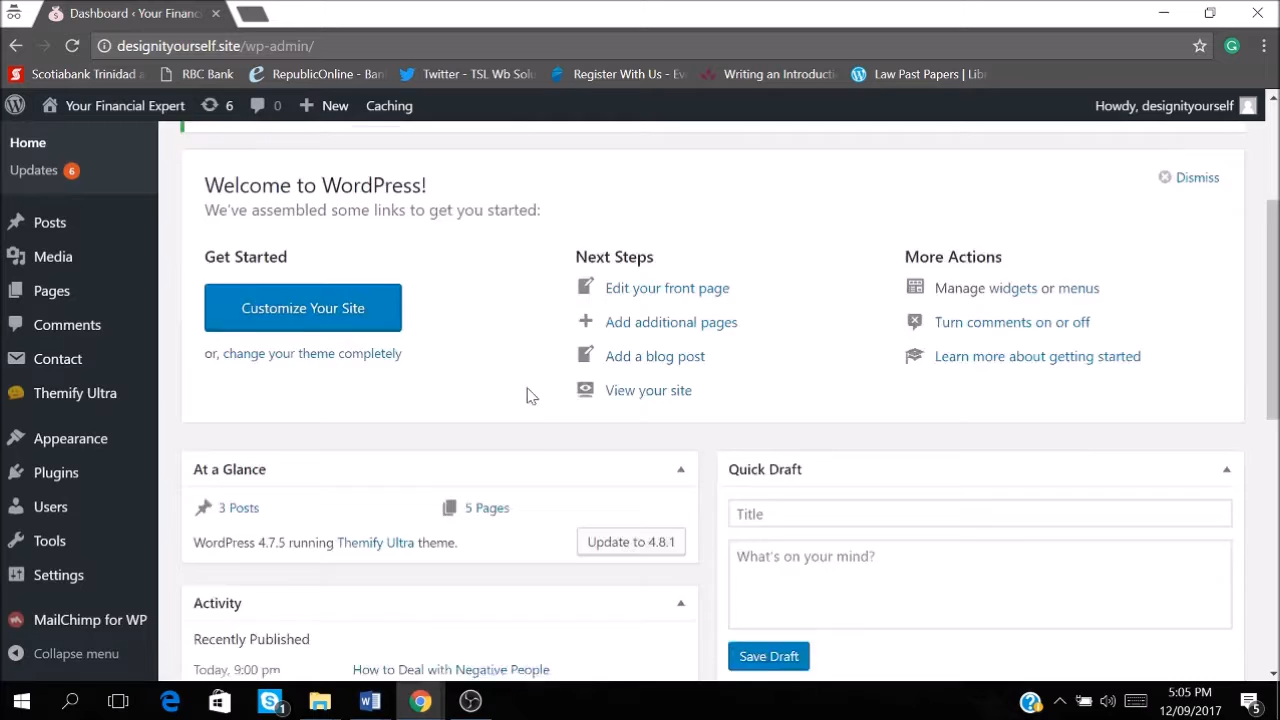 Dashboard ‹ Your Financ
designityourself.site/wp-admin/
Scotiabank Trinidad a RBC Bank RepublicOnline - Ban Twitter - TSL Wb Solu Register With Us - Eve Writing an Introducti Law Past Papers | Libr
Your Financial Expert 6 0 New Caching Howdy, designityourself
Home
Updates 6
Posts
Media
Pages
Comments
Contact
Themify Ultra
Appearance
Plugins
Users
Tools
Settings
MailChimp for WP
Collapse menu
Welcome to WordPress!
Dismiss
We've assembled some links to get you started:
Get Started
Customize Your Site
or, change your theme completely
Next Steps
Edit your front page
Add additional pages
Add a blog post
View your site
More Actions
Manage widgets or menus
Turn comments on or off
Learn more about getting started
At a Glance
3 Posts 5 Pages
WordPress 4.7.5 running Themify Ultra theme.
Update to 4.8.1
Activity
Recently Published
Today, 9:00 pm How to Deal with Negative People
Quick Draft
Title
What's on your mind?
Save Draft
1
5:05 PM
12/09/2017
5